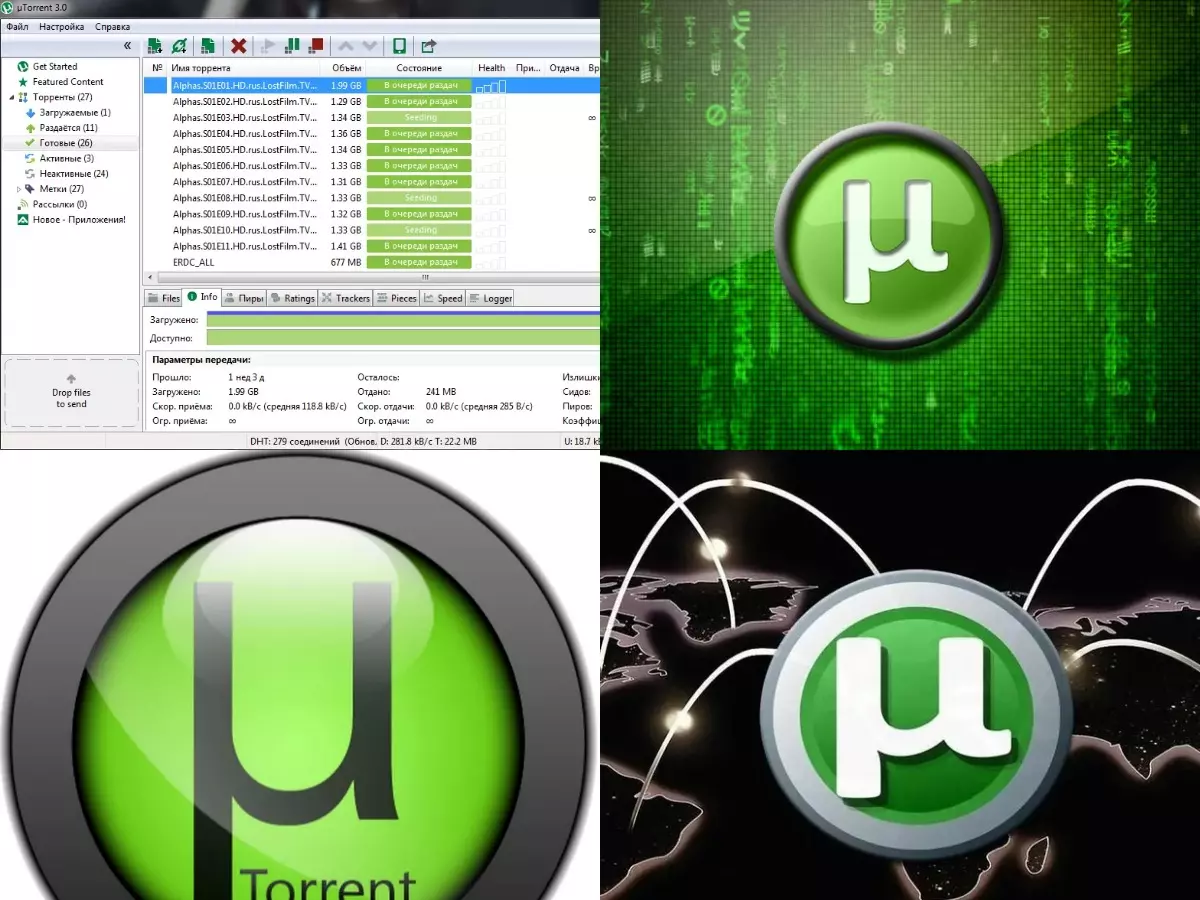 µTorrent 3.0
Файл Настройка Справка
«
Get Started
Featured Content
Торренты (27)
Загружаемые (1)
Раздаётся (11)
Готовые (26)
Активные (3)
Неактивные (24)
Метки (27)
Рассылки (0)
Новое - Приложения!
Drop files
to send
№ Имя торрента Объём Состояние Health При... Отдача Вр
Alphas.S01E01.HD.rus.LostFilm.TV... 1.99 GB В очереди раздач
Alphas.S01E02.HD.rus.LostFilm.TV... 1.29 GB В очереди раздач
Alphas.S01E03.HD.rus.LostFilm.TV... 1.34 GB Seeding ∞
Alphas.S01E04.HD.rus.LostFilm.TV... 1.36 GB В очереди раздач
Alphas.S01E05.HD.rus.LostFilm.TV... 1.34 GB В очереди раздач
Alphas.S01E06.HD.rus.LostFilm.TV... 1.33 GB В очереди раздач
Alphas.S01E07.HD.rus.LostFilm.TV... 1.31 GB В очереди раздач
Alphas.S01E08.HD.rus.LostFilm.TV... 1.33 GB Seeding ∞
Alphas.S01E09.HD.rus.LostFilm.TV... 1.32 GB В очереди раздач
Alphas.S01E10.HD.rus.LostFilm.TV... 1.33 GB Seeding ∞
Alphas.S01E11.HD.rus.LostFilm.TV... 1.41 GB В очереди раздач
ERDC_ALL 677 MB В очереди раздач
Files Info Пиры Ratings Trackers Pieces Speed Logger
Загружено:
Доступно:
Параметры передачи:
Прошло: 1 нед 3 д Осталось: Излишки
Загружено: 1.99 GB Отдано: 241 MB Сидов:
Скор. приёма: 0.0 kB/с (средняя 118.8 kB/с) Скор. отдачи: 0.0 kB/с (средняя 285 B/с) Пиров:
Огр. приёма: ∞ Огр. отдачи: ∞ Коэффи
DHT: 279 соединений (Обнов. D: 281.8 kB/с T: 22.2 MB U: 18.7 k
µ
µ
Torrent
µ